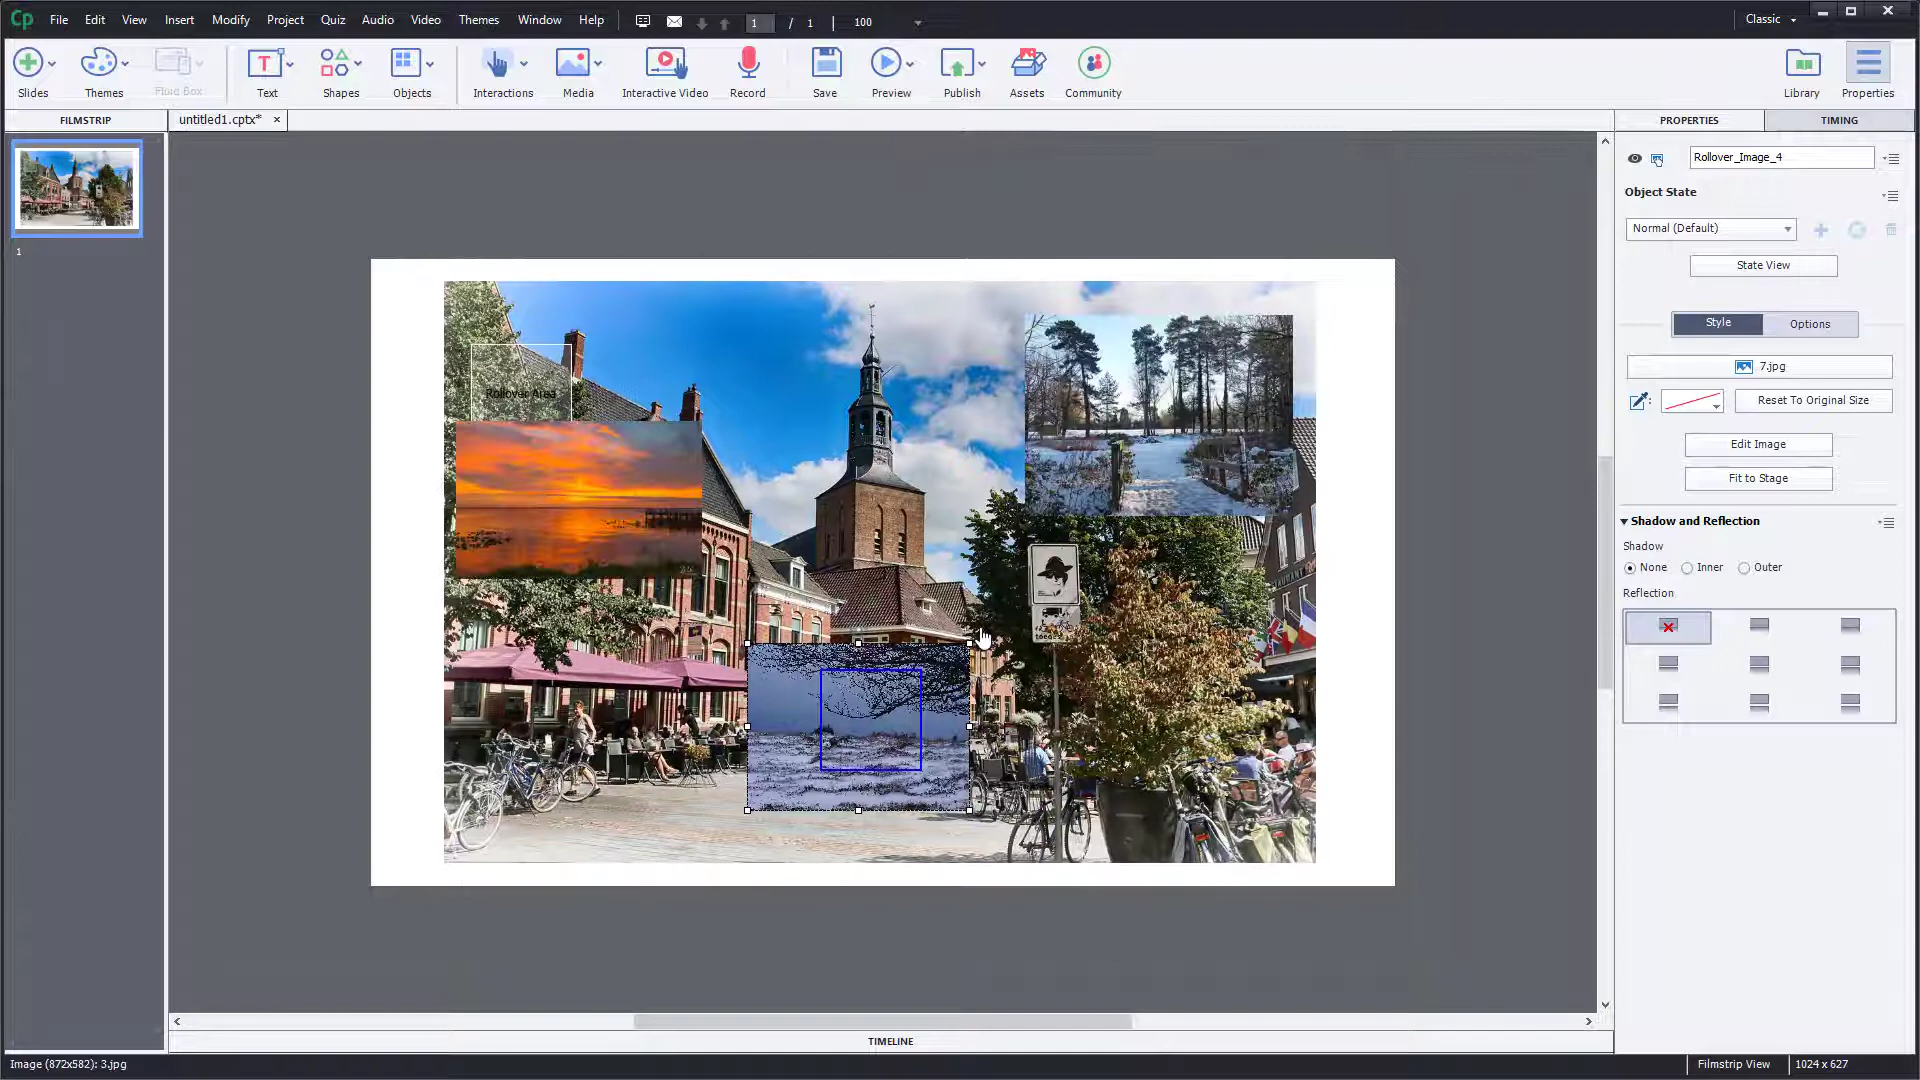 Cp File Edit View Insert Modify Project Quiz Audio Video Themes Window Help 1 / 1 100 Classic
Slides Themes Fluid Box Text Shapes Objects Interactions Media Interactive Video Record Save Preview Publish Assets Community Library Properties
FILMSTRIP untitled1.cptx* × PROPERTIES TIMING
Rollover_Image_4
Object State
Normal (Default)
State View
Style Options
7.jpg
Reset To Original Size
Edit Image
Fit to Stage
Shadow and Reflection
Shadow
None Inner Outer
Reflection
1
Rollover Area
TIMELINE
Image (872x582): 3.jpg Filmstrip View 1024 x 627